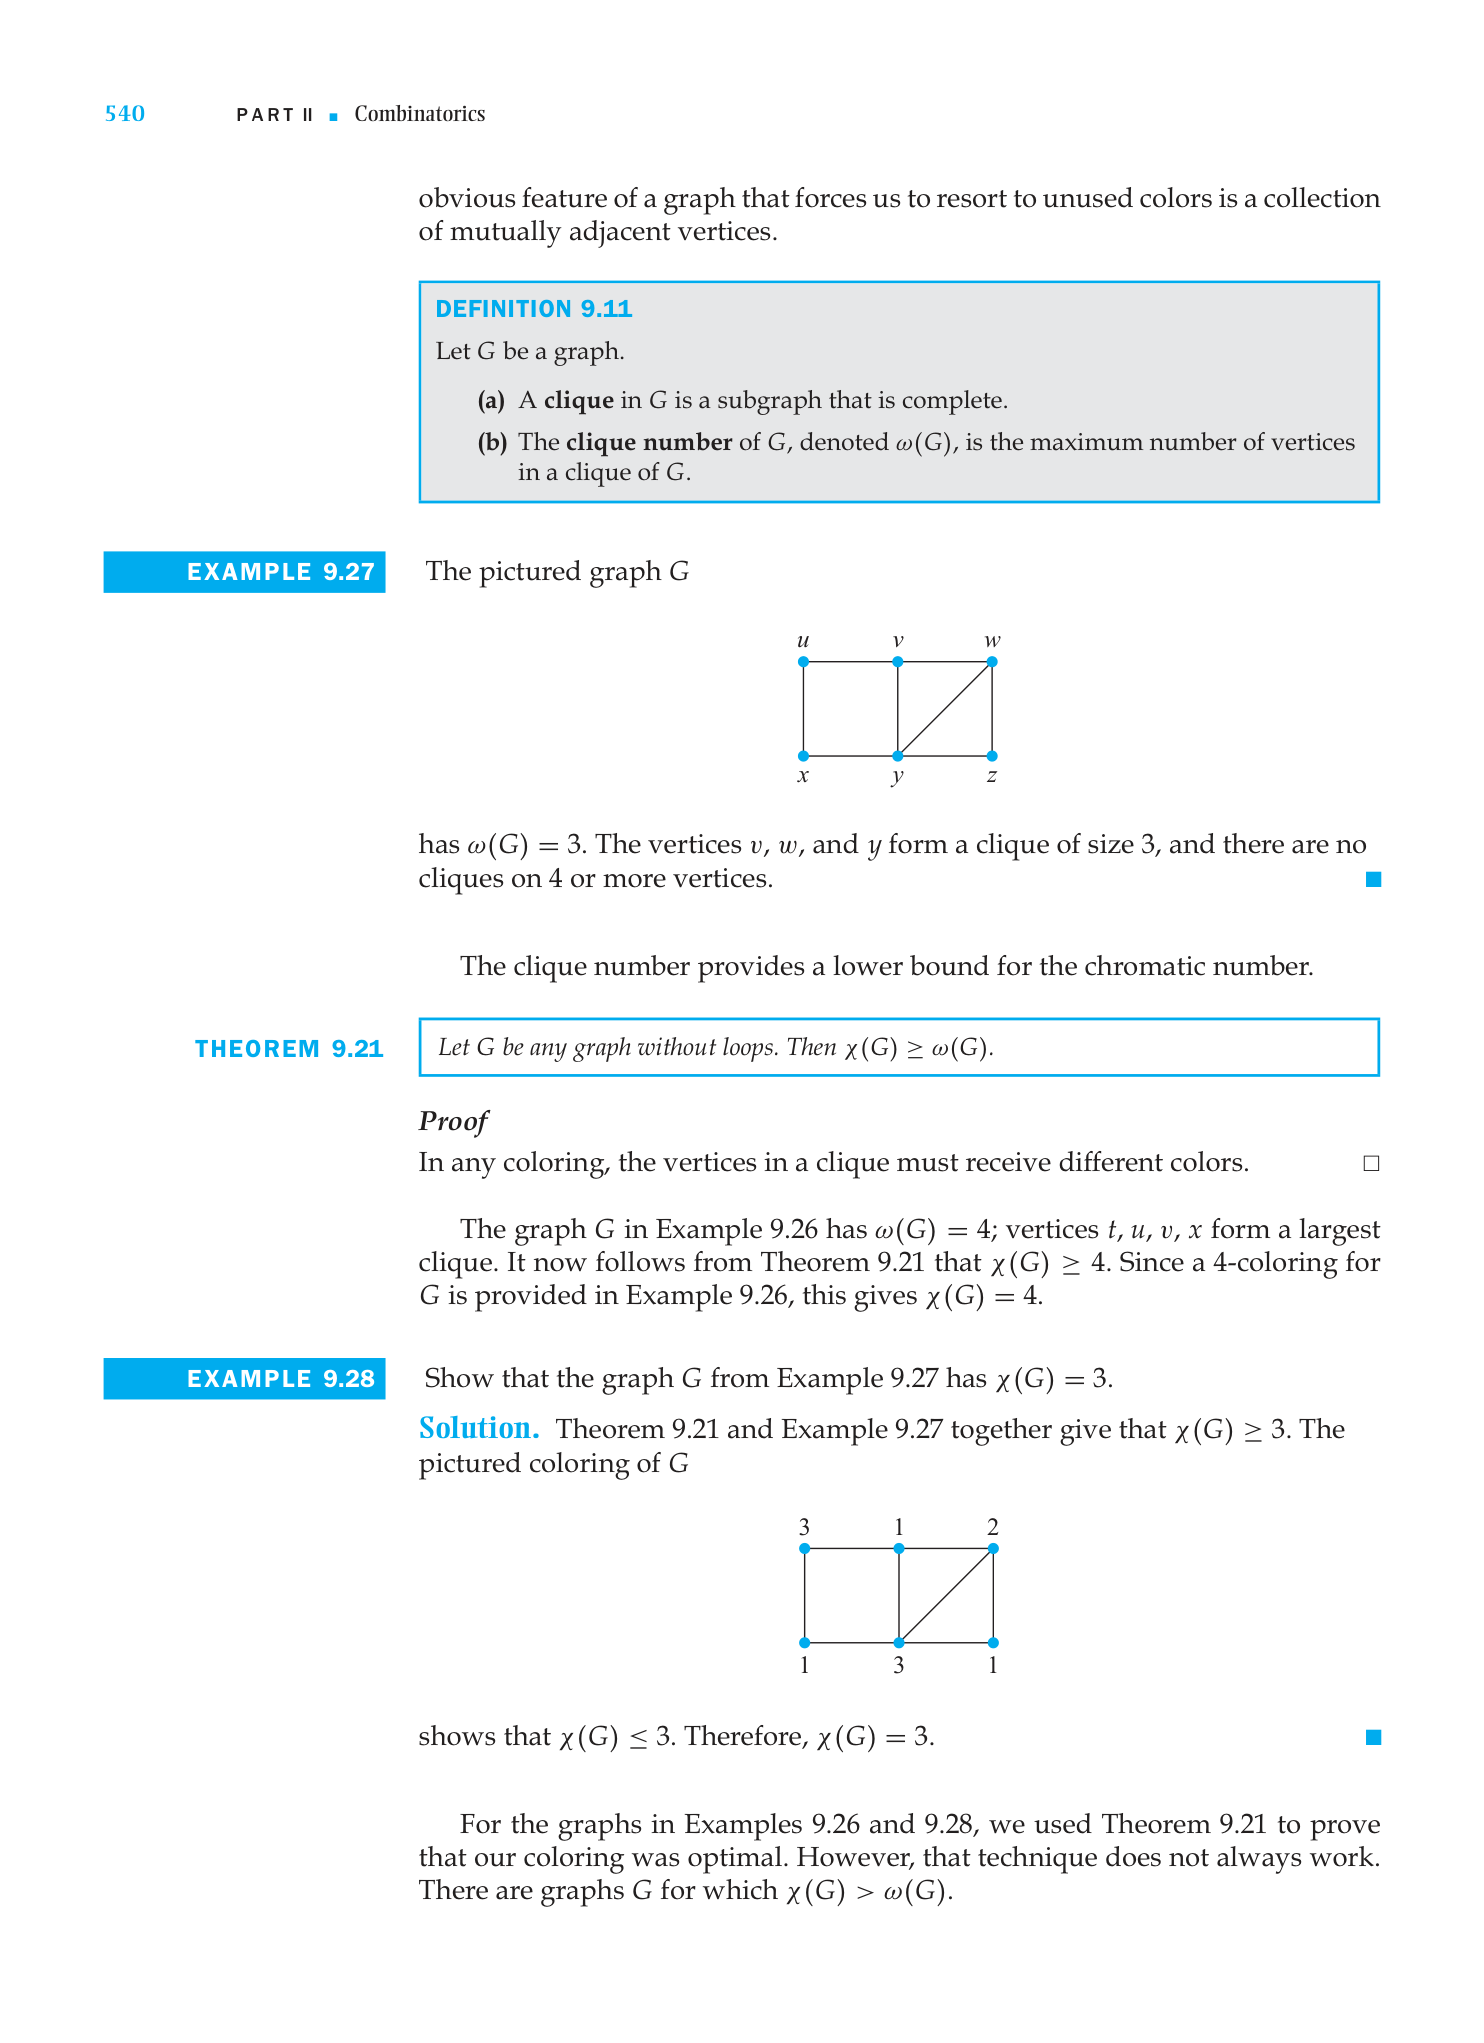 540 PART II ■ Combinatorics
obvious feature of a graph that forces us to resort to unused colors is a collection
of mutually adjacent vertices.
DEFINITION 9.11
Let G be a graph.
(a) A clique in G is a subgraph that is complete.
(b) The clique number of G, denoted ω(G), is the maximum number of vertices
in a clique of G.
EXAMPLE 9.27 The pictured graph G
u v w
x y z
has ω(G) = 3. The vertices v, w, and y form a clique of size 3, and there are no
cliques on 4 or more vertices. ■
The clique number provides a lower bound for the chromatic number.
THEOREM 9.21 Let G be any graph without loops. Then χ(G) ≥ ω(G).
Proof
In any coloring, the vertices in a clique must receive different colors. □
The graph G in Example 9.26 has ω(G) = 4; vertices t, u, v, x form a largest
clique. It now follows from Theorem 9.21 that χ(G) ≥ 4. Since a 4-coloring for
G is provided in Example 9.26, this gives χ(G) = 4.
EXAMPLE 9.28 Show that the graph G from Example 9.27 has χ(G) = 3.
Solution. Theorem 9.21 and Example 9.27 together give that χ(G) ≥ 3. The
pictured coloring of G
3 1 2
1 3 1
shows that χ(G) ≤ 3. Therefore, χ(G) = 3. ■
For the graphs in Examples 9.26 and 9.28, we used Theorem 9.21 to prove
that our coloring was optimal. However, that technique does not always work.
There are graphs G for which χ(G) > ω(G).